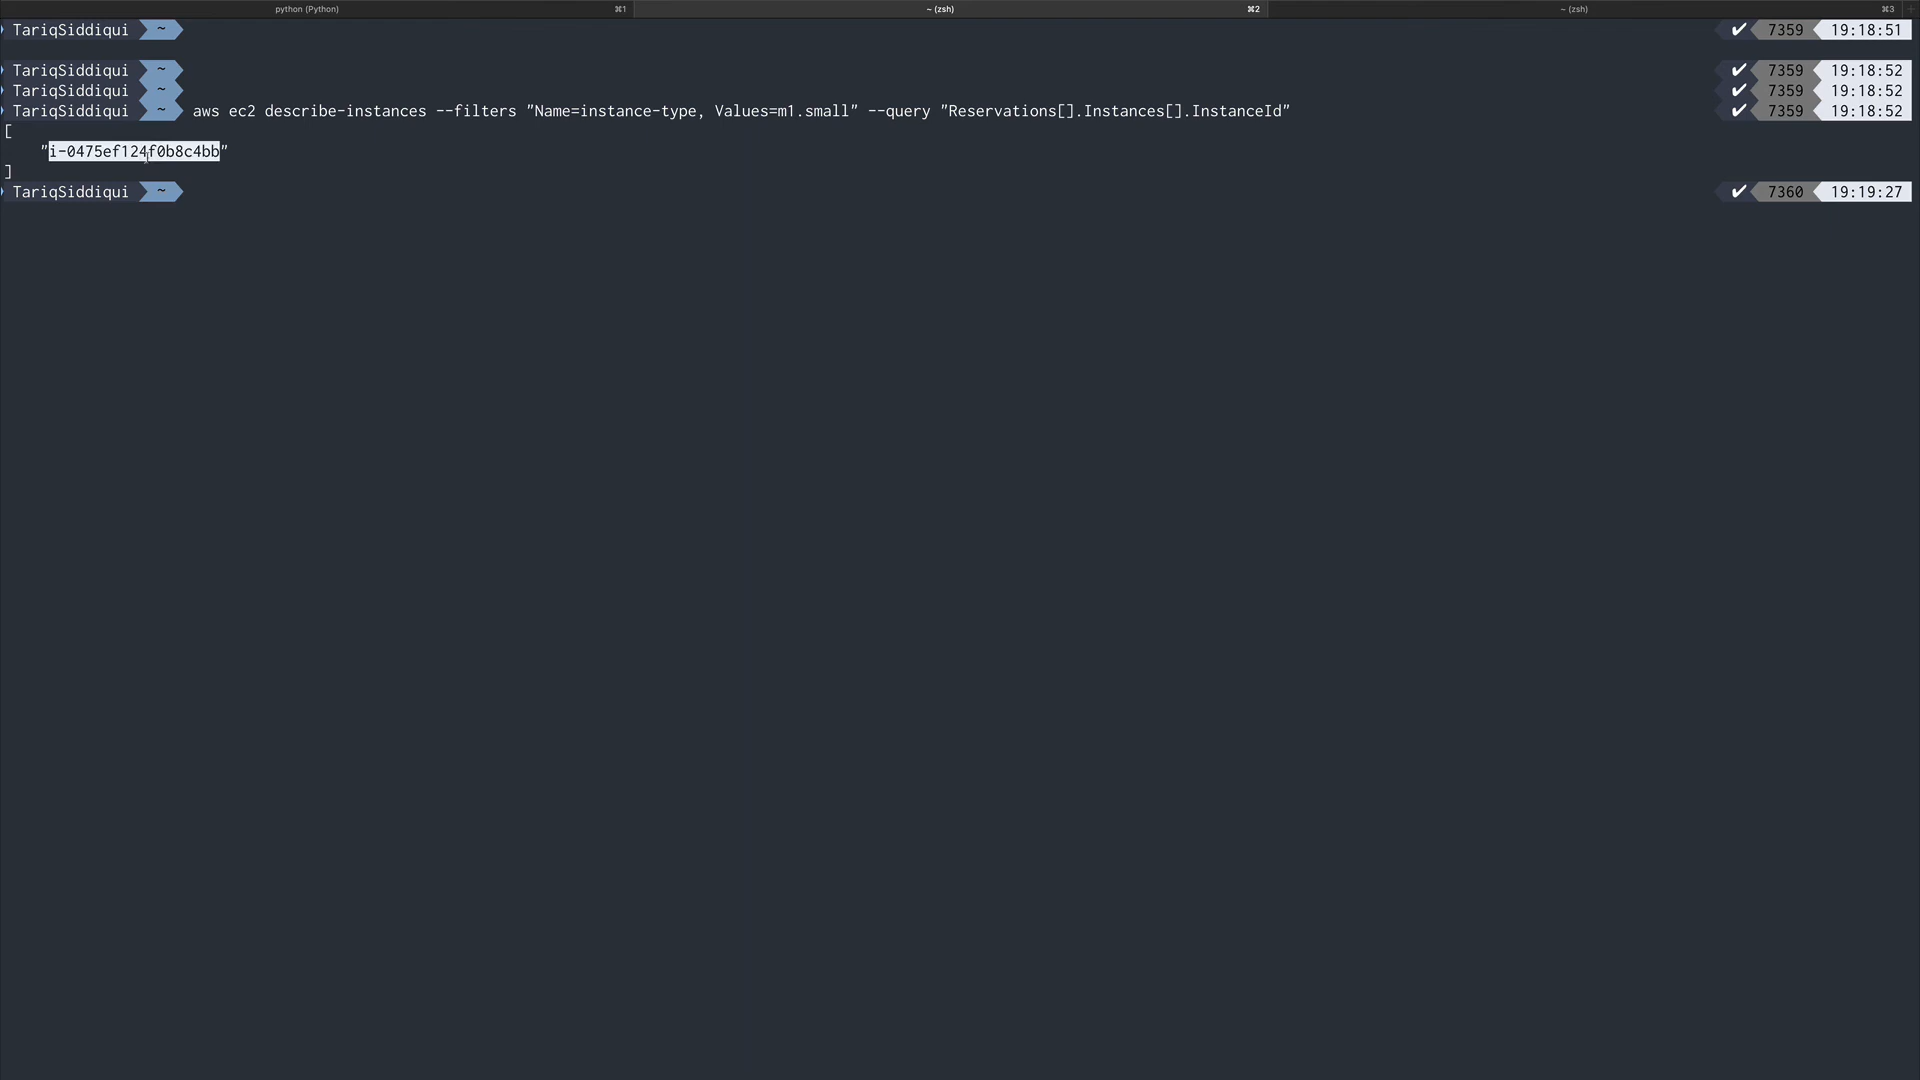 python (Python) ⌘1 ~ (zsh) ⌘2 ~ (zsh) ⌘3 +
TariqSiddiqui ~ ✔ 7359 19:18:51
TariqSiddiqui ~ ✔ 7359 19:18:52
TariqSiddiqui ~ ✔ 7359 19:18:52
TariqSiddiqui ~ aws ec2 describe-instances --filters "Name=instance-type, Values=m1.small" --query "Reservations[].Instances[].InstanceId" ✔ 7359 19:18:52
[
"i-0475ef124f0b8c4bb"
]
TariqSiddiqui ~ ✔ 7360 19:19:27